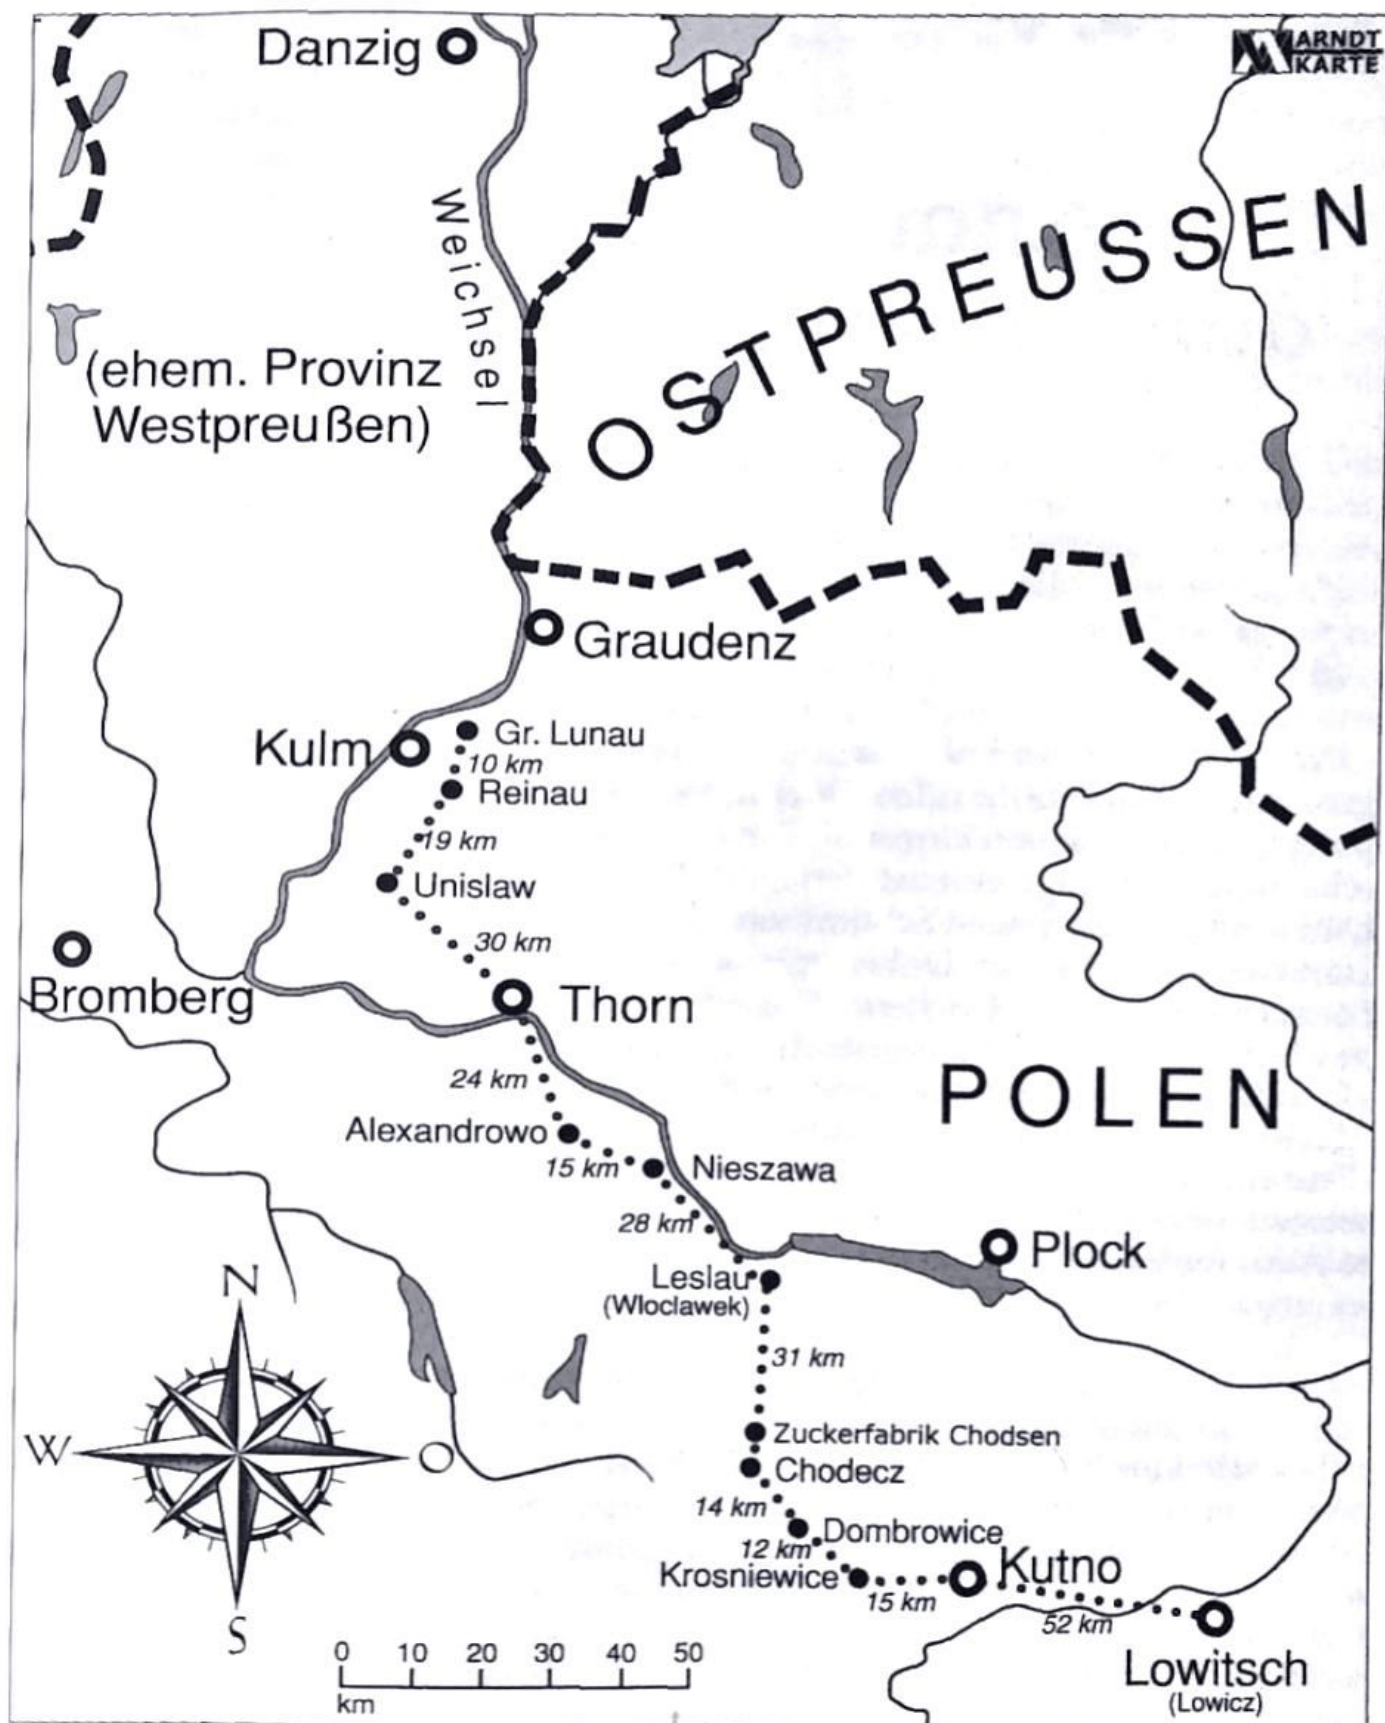 Danzig
ARNDT
KARTE
Weichsel
OSTPREUSSEN
(ehem. Provinz
Westpreußen)
Graudenz
Kulm
Gr. Lunau
10 km
Reinau
19 km
Unislaw
30 km
Bromberg
Thorn
24 km
POLEN
Alexandrowo
15 km
Nieszawa
28 km
Plock
Leslau
(Wloclawek)
N
31 km
W
O
Zuckerfabrik Chodsen
Chodecz
14 km
Dombrowice
12 km
Krosniewice
Kutno
15 km
52 km
S
0 10 20 30 40 50
km
Lowitsch
(Lowicz)